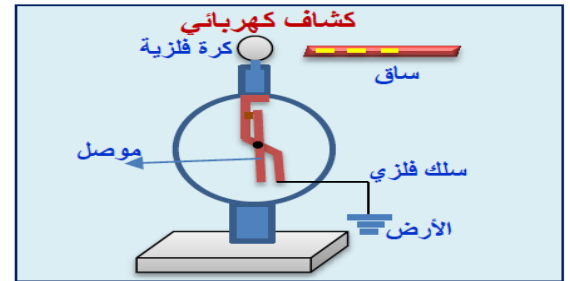 كشاف كهربائي
كرة فلزية
ساق
موصل
سلك فلزي
الأرض